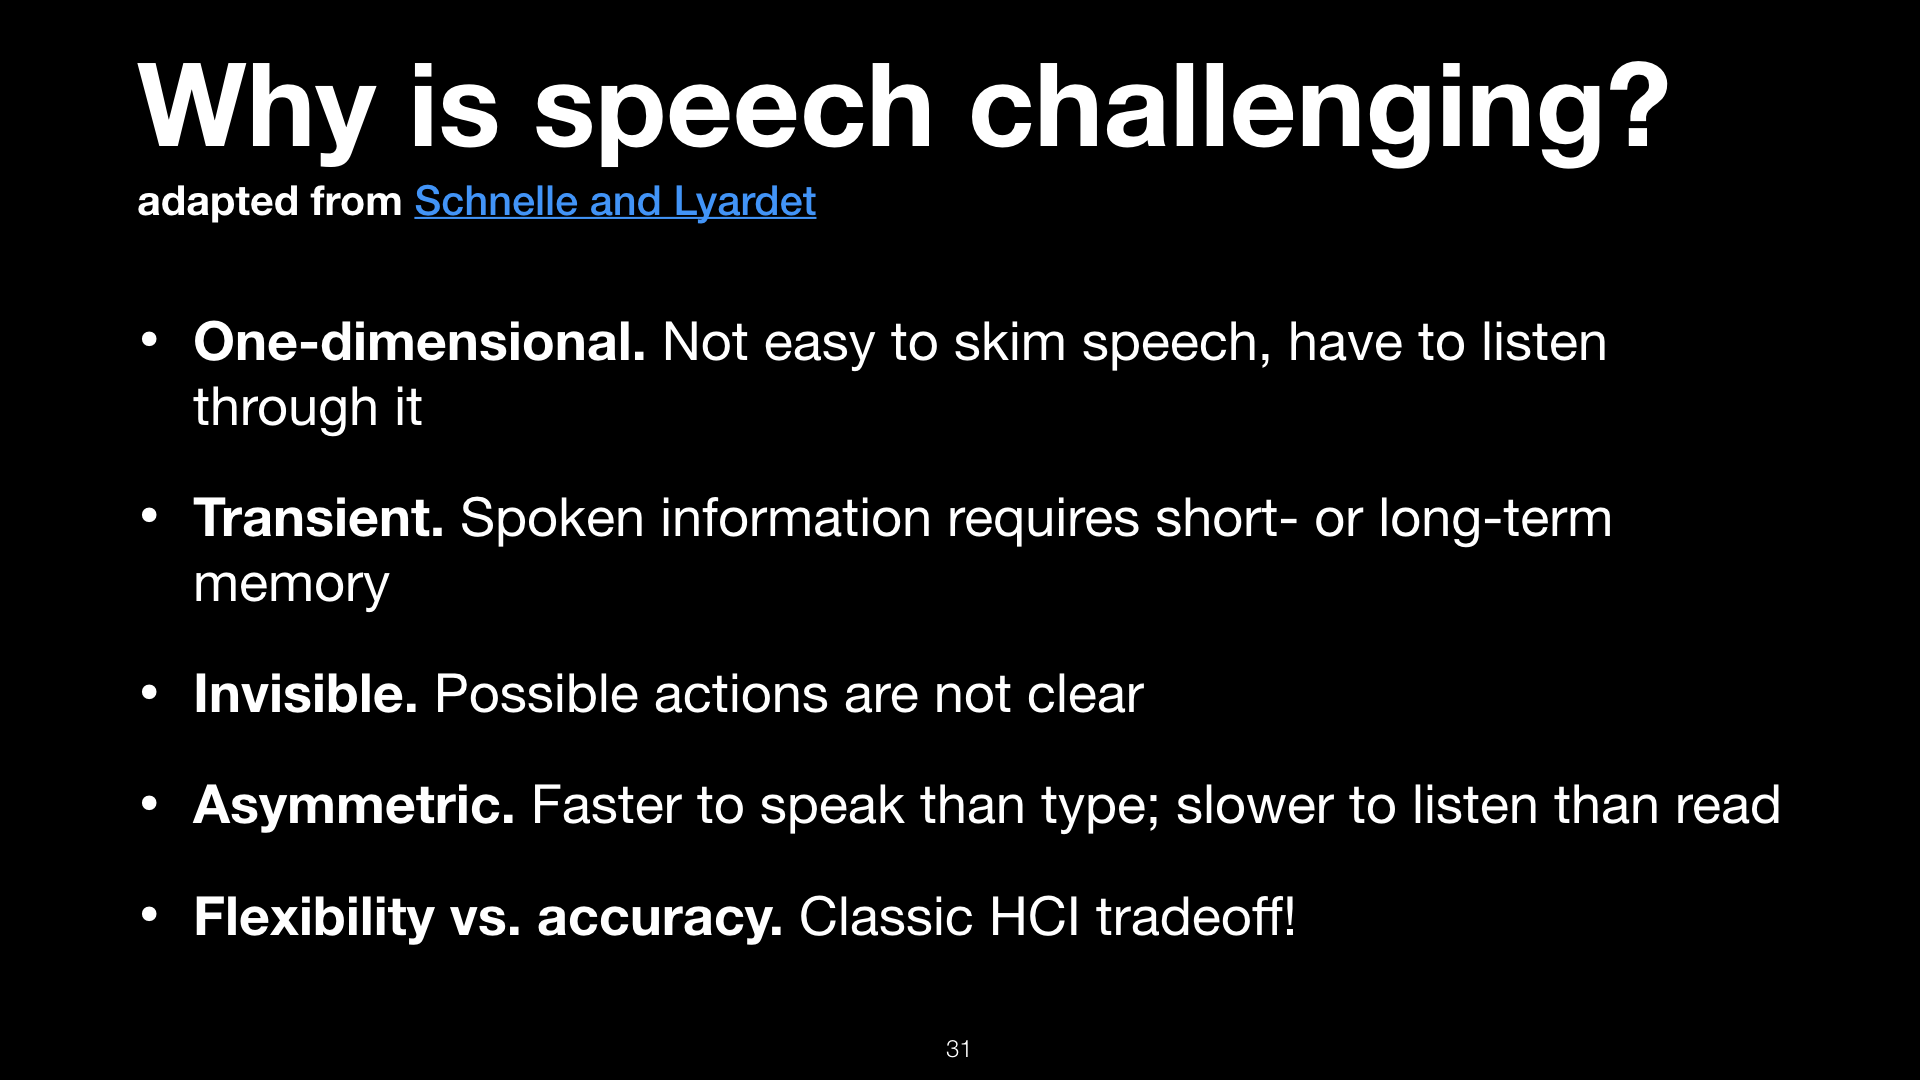 Why is speech challenging?
adapted from Schnelle and Lyardet
• One-dimensional. Not easy to skim speech, have to listen
through it
• Transient. Spoken information requires short- or long-term
memory
• Invisible. Possible actions are not clear
• Asymmetric. Faster to speak than type; slower to listen than read
• Flexibility vs. accuracy. Classic HCI tradeoff!
31